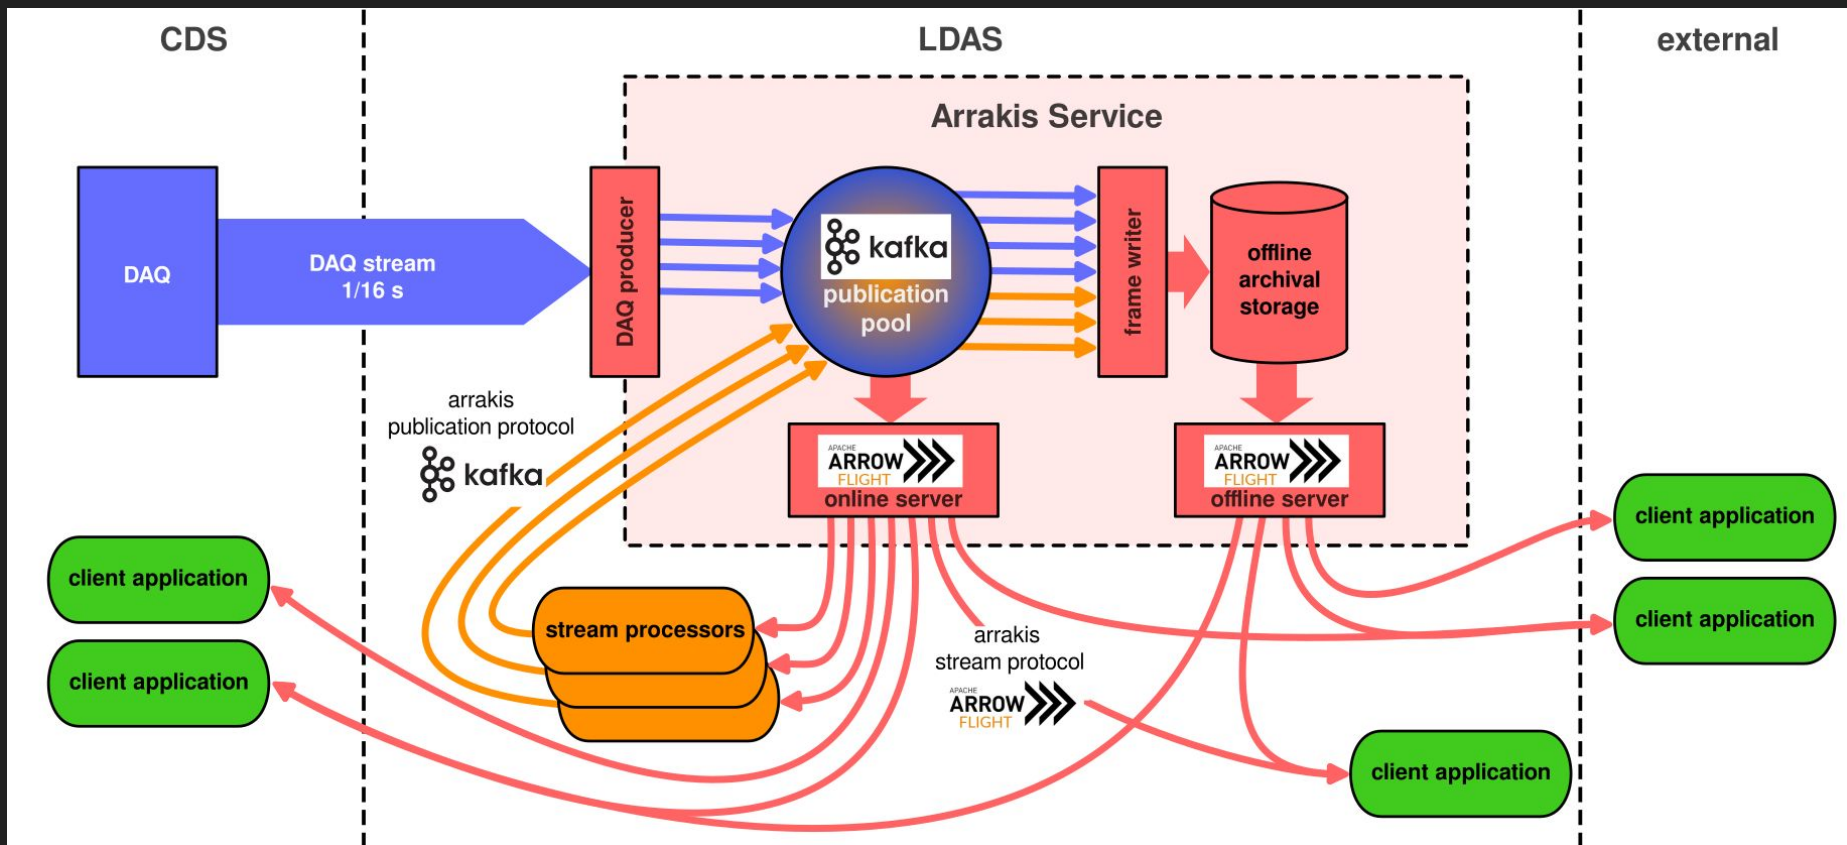 CDS
LDAS
external
Arrakis Service
DAQ
DAQ stream
1/16 s
DAQ producer
kafka
publication
pool
frame writer
offline
archival
storage
arrakis
publication protocol
kafka
APACHE
ARROW
FLIGHT
online server
APACHE
ARROW
FLIGHT
offline server
client application
client application
client application
client application
stream processors
arrakis
stream protocol
APACHE
ARROW
FLIGHT
client application